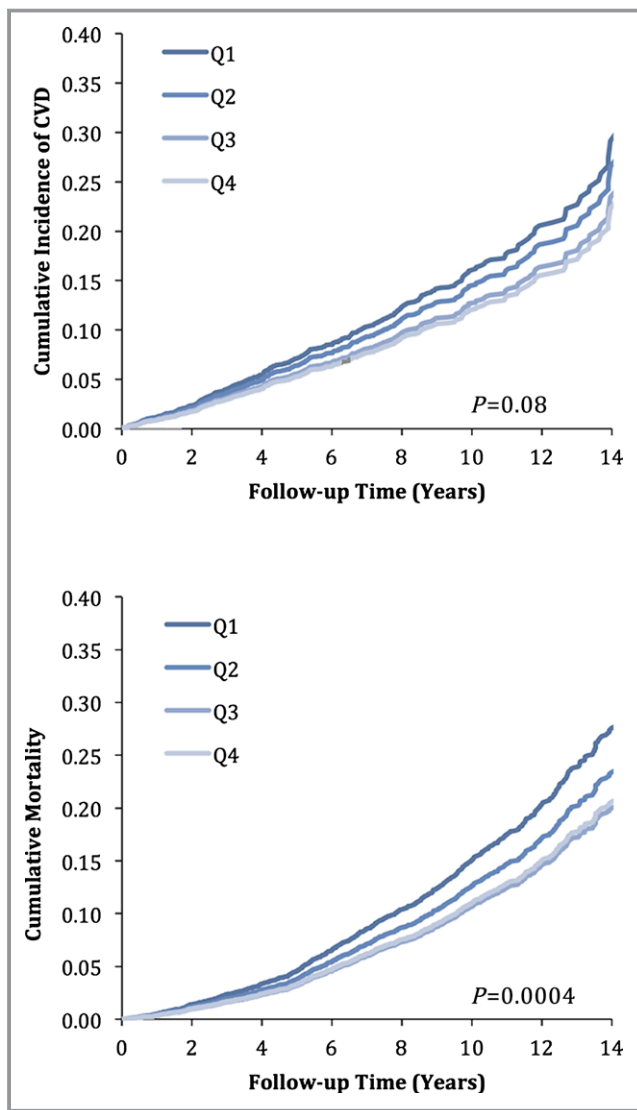 0.40
0.35
0.30
0.25
0.20
0.15
0.10
0.05
0.00
Cumulative Incidence of CVD
Q1
Q2
Q3
Q4
P=0.08
0 2 4 6 8 10 12 14
Follow-up Time (Years)
0.40
0.35
0.30
0.25
0.20
0.15
0.10
0.05
0.00
Cumulative Mortality
Q1
Q2
Q3
Q4
P=0.0004
0 2 4 6 8 10 12 14
Follow-up Time (Years)